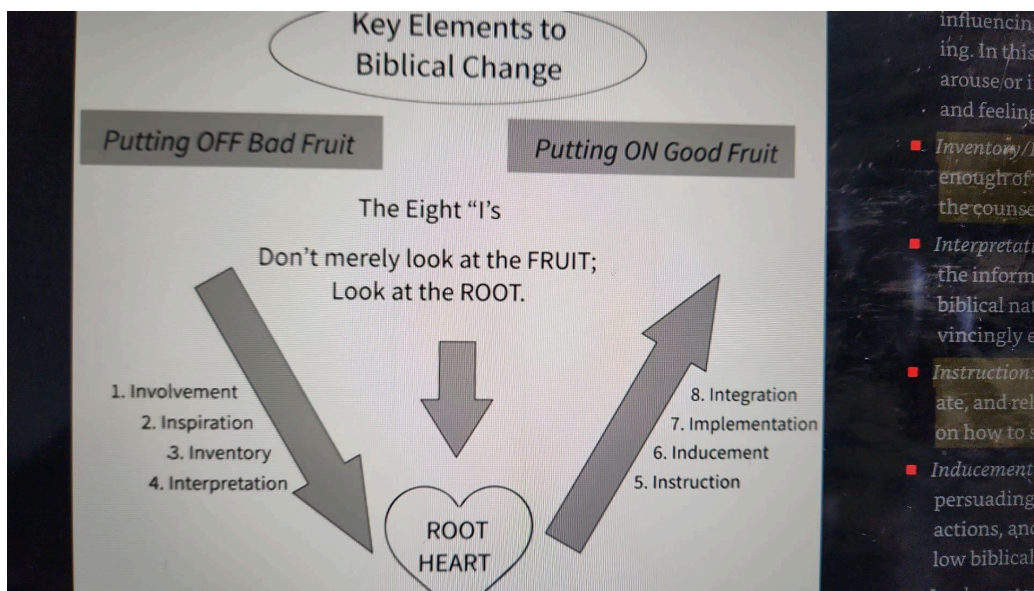 Key Elements to
Biblical Change
Putting OFF Bad Fruit
Putting ON Good Fruit
The Eight “I’s
Don’t merely look at the FRUIT;
Look at the ROOT.
1. Involvement
2. Inspiration
3. Inventory
4. Interpretation
8. Integration
7. Implementation
6. Inducement
5. Instruction
ROOT
HEART
ing. In this
arouse or i
and feeling
Inventory/
enough of
the counse
Interpretat
the inform
biblical nat
vincingly e
Instruction:
ate, and rel
on how to s
Inducement
persuading
actions, and
low biblical